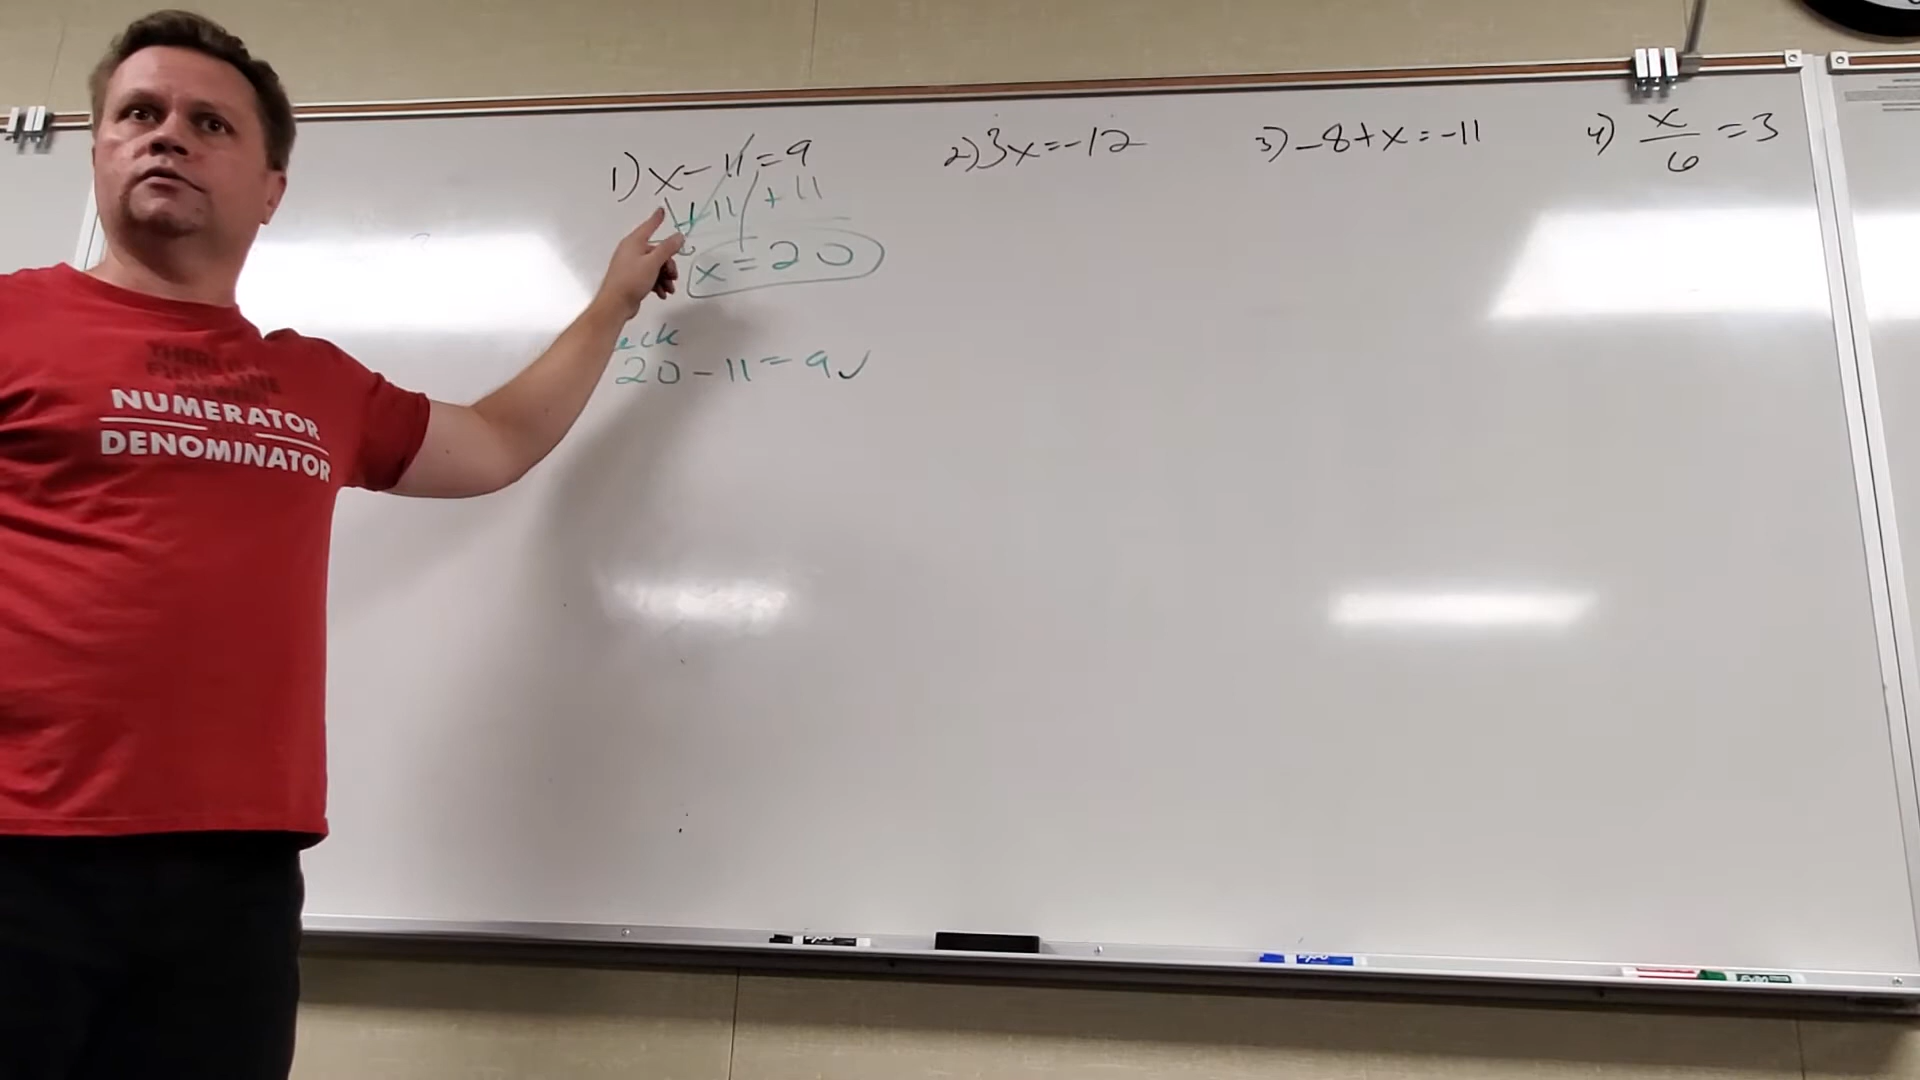 1) x - 11 = 9
+11 +11
x = 20
eck
20 - 11 = 9 ✓
2) 3x = -12
3) -8 + x = -11
4) x/6 = 3
NUMERATOR
DENOMINATOR